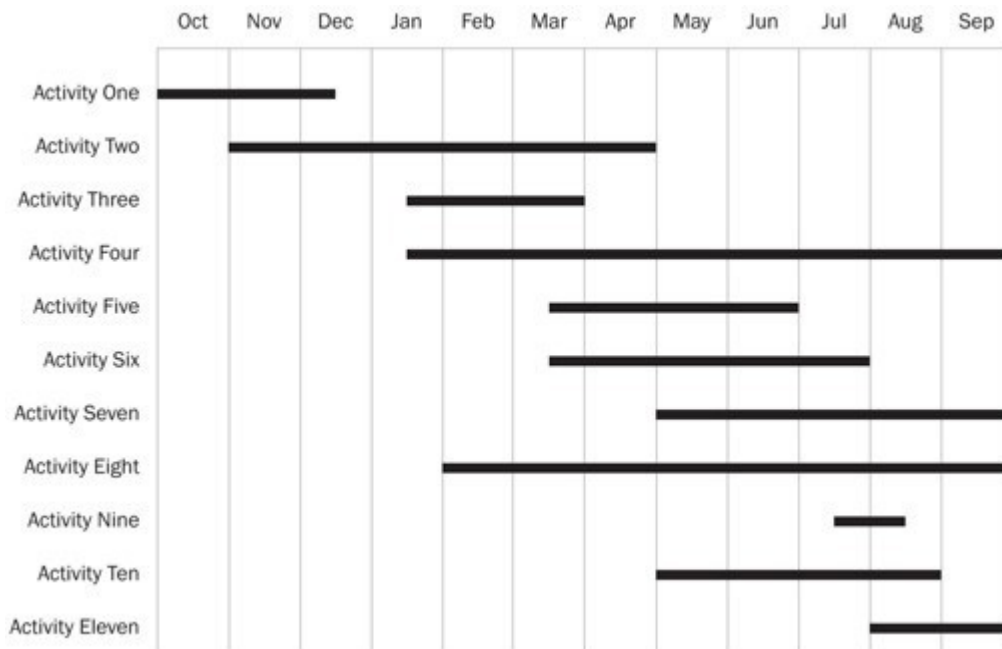 Oct Nov Dec Jan Feb Mar Apr May Jun Jul Aug Sep
Activity One
Activity Two
Activity Three
Activity Four
Activity Five
Activity Six
Activity Seven
Activity Eight
Activity Nine
Activity Ten
Activity Eleven